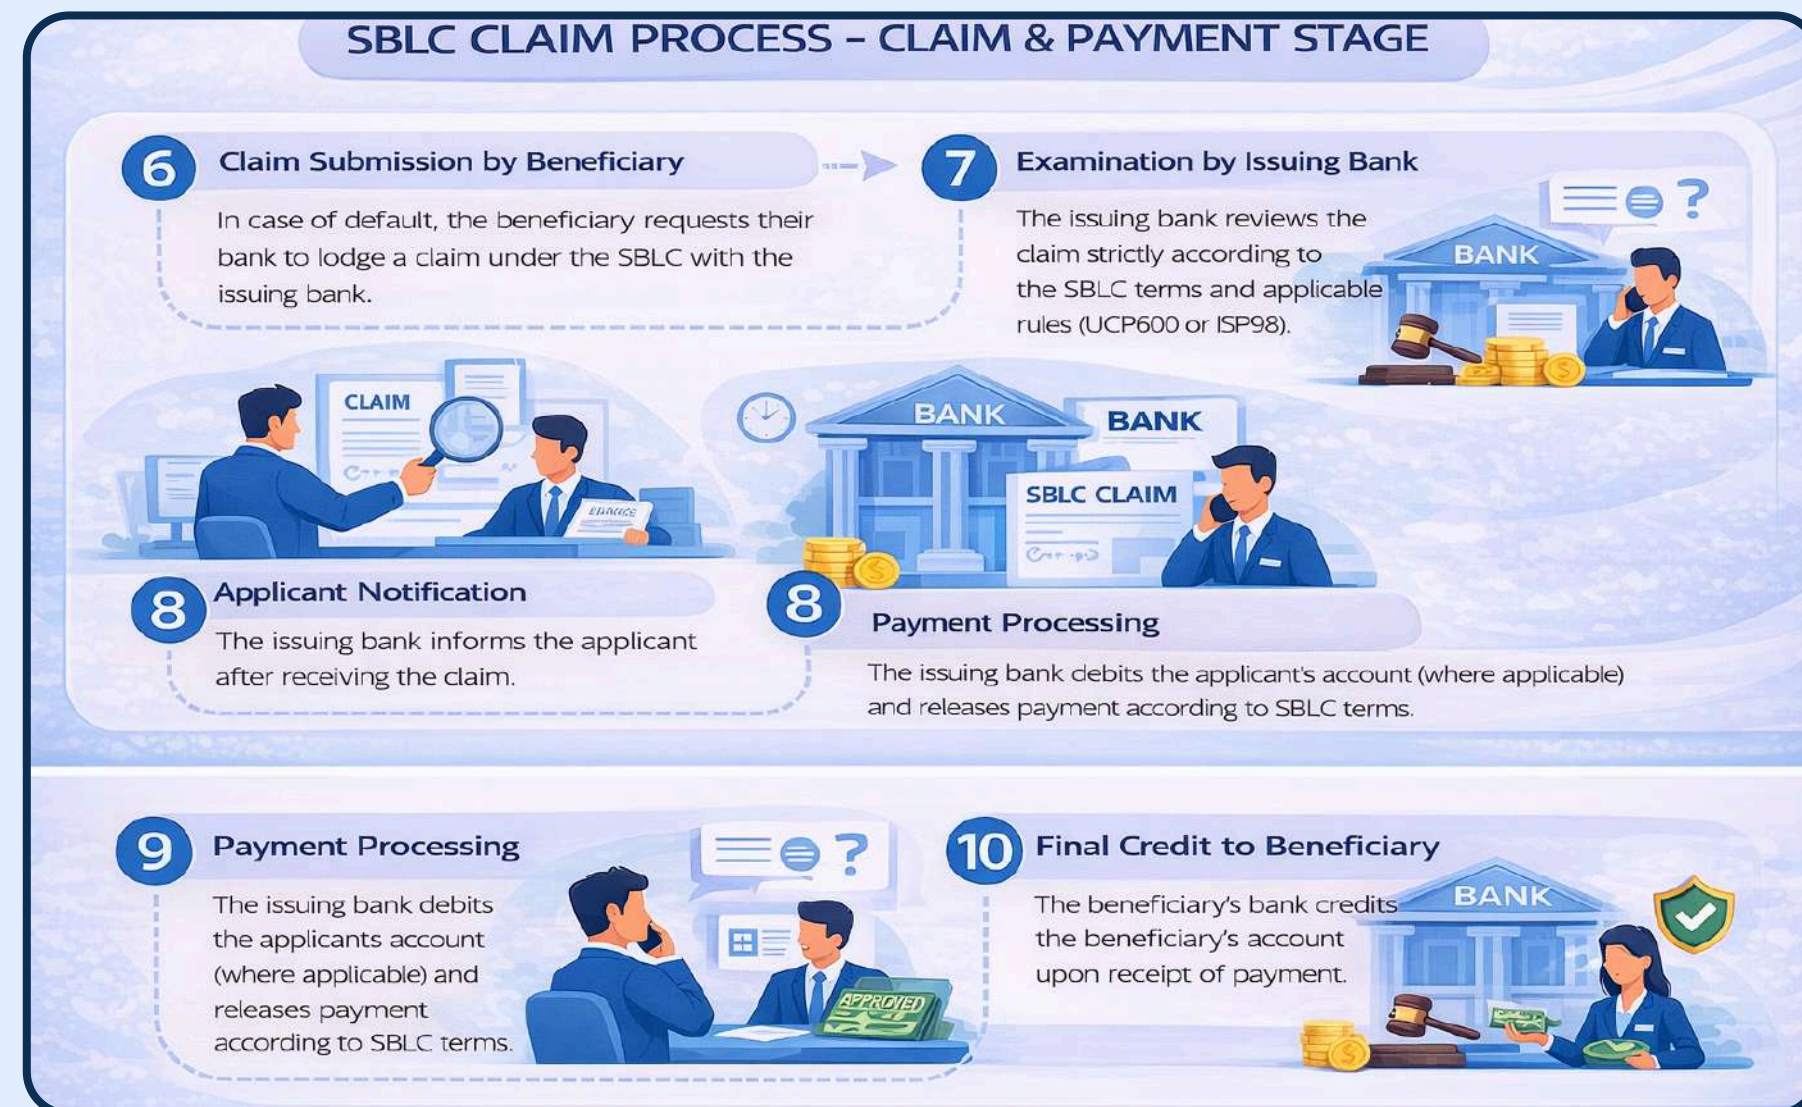 SBLC CLAIM PROCESS – CLAIM & PAYMENT STAGE
6
Claim Submission by Beneficiary
In case of default, the beneficiary requests their
bank to lodge a claim under the SBLC with the
issuing bank.
7
Examination by Issuing Bank
The issuing bank reviews the
claim strictly according to
the SBLC terms and applicable
rules (UCP600 or ISP98).
?
BANK
CLAIM
BANK
BANK
SBLC CLAIM
8
Applicant Notification
The issuing bank informs the applicant
after receiving the claim.
8
Payment Processing
The issuing bank debits the applicant's account (where applicable)
and releases payment according to SBLC terms.
9
Payment Processing
The issuing bank debits
the applicants account
(where applicable) and
releases payment
according to SBLC terms.
?
APPROVED
10
Final Credit to Beneficiary
The beneficiary's bank credits
the beneficiary's account
upon receipt of payment.
BANK